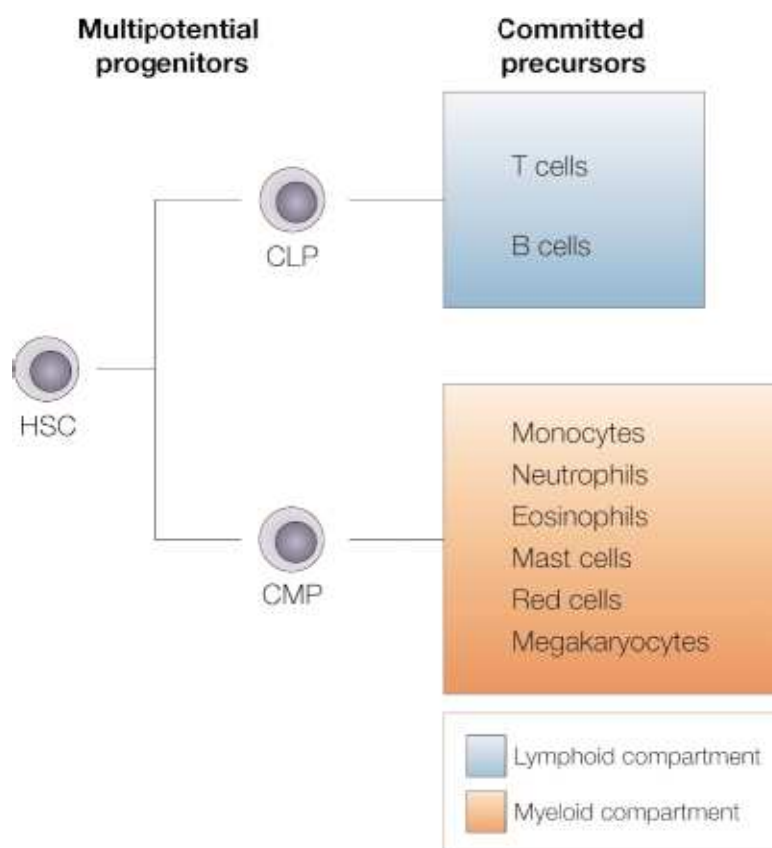 Multipotential
progenitors
Committed
precursors
T cells
B cells
CLP
HSC
Monocytes
Neutrophils
Eosinophils
Mast cells
Red cells
Megakaryocytes
CMP
Lymphoid compartment
Myeloid compartment